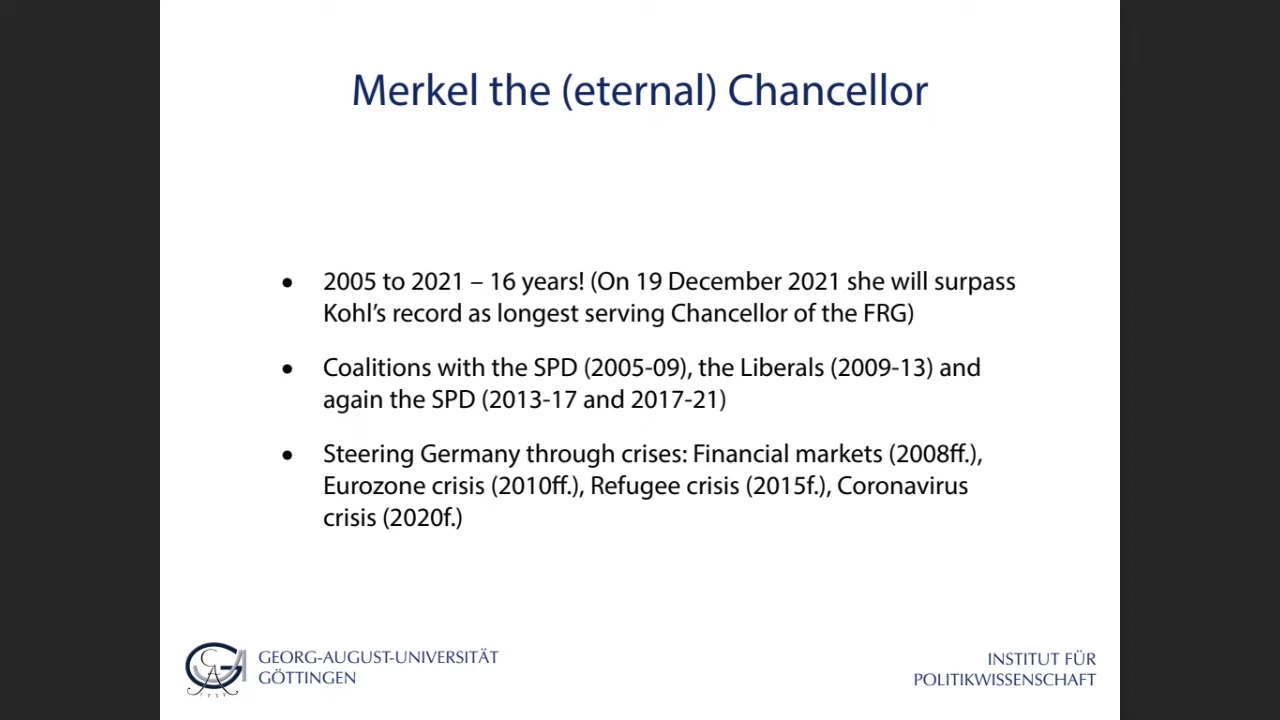 Merkel the (eternal) Chancellor
● 2005 to 2021 – 16 years! (On 19 December 2021 she will surpass
Kohl's record as longest serving Chancellor of the FRG)
● Coalitions with the SPD (2005-09), the Liberals (2009-13) and
again the SPD (2013-17 and 2017-21)
● Steering Germany through crises: Financial markets (2008ff.),
Eurozone crisis (2010ff.), Refugee crisis (2015f.), Coronavirus
crisis (2020f.)
GEORG-AUGUST-UNIVERSITÄT
GÖTTINGEN
INSTITUT FÜR
POLITIKWISSENSCHAFT